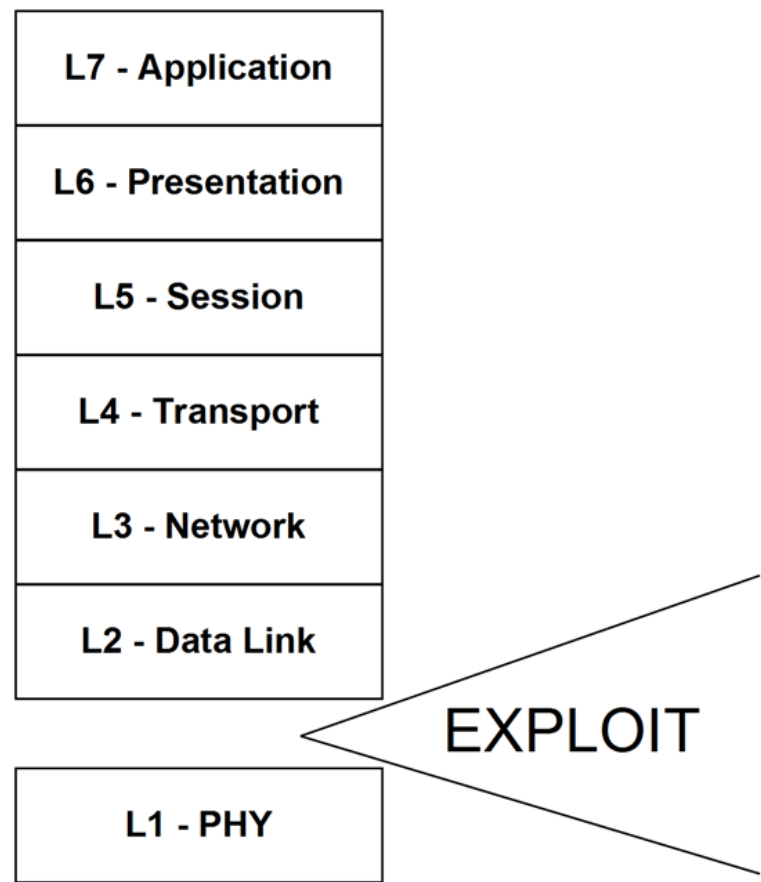 L7 - Application
L6 - Presentation
L5 - Session
L4 - Transport
L3 - Network
L2 - Data Link
EXPLOIT
L1 - PHY